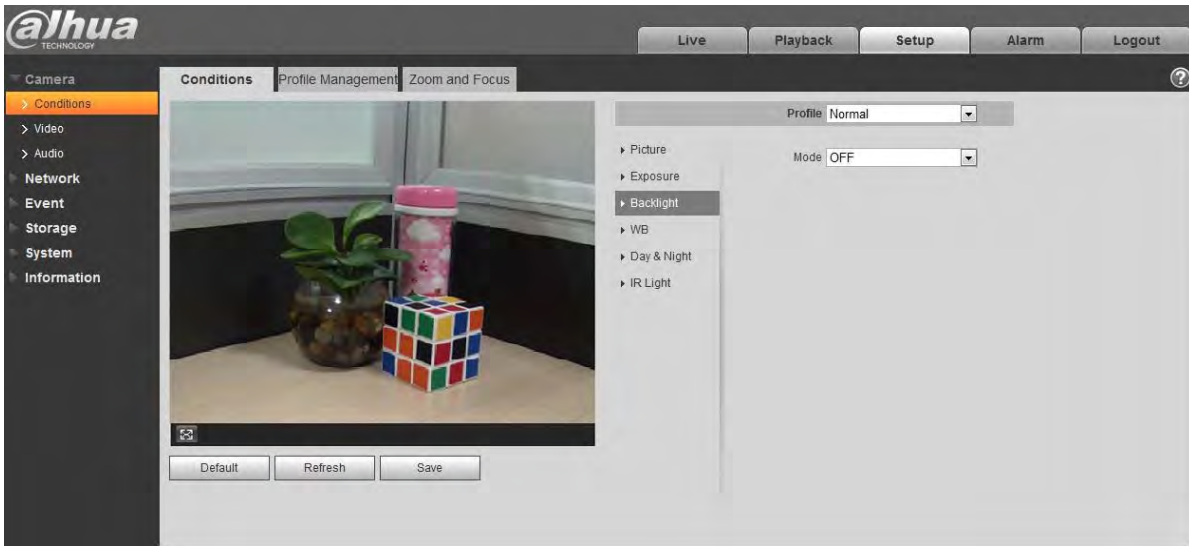 alhua
TECHNOLOGY
Live Playback Setup Alarm Logout
Camera
Conditions
Video
Audio
Network
Event
Storage
System
Information
Conditions Profile Management Zoom and Focus
?
Profile Normal
Picture
Exposure
Backlight
WB
Day & Night
IR Light
Mode OFF
Default Refresh Save